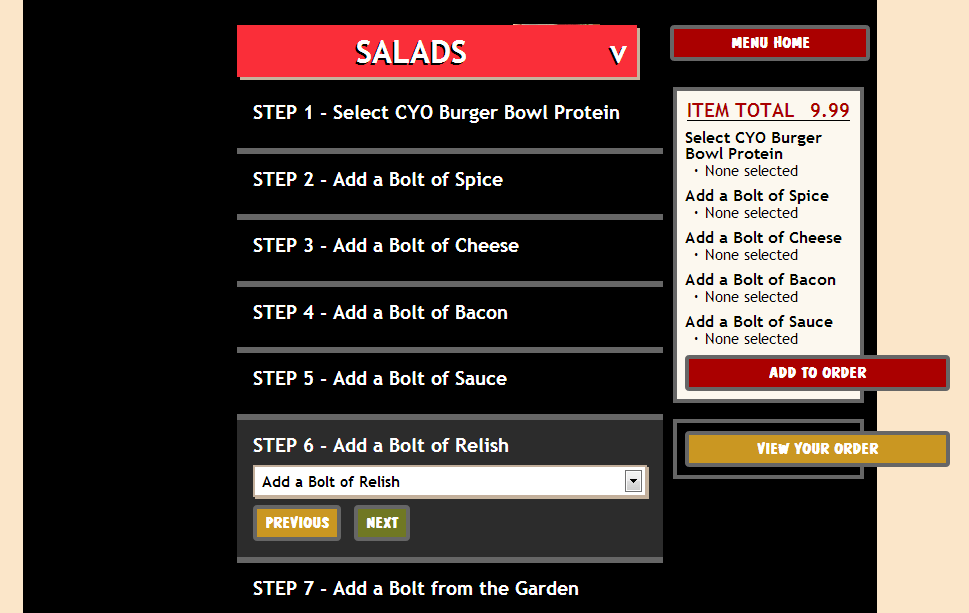 SALADS
V
STEP 1 - Select CYO Burger Bowl Protein
STEP 2 - Add a Bolt of Spice
STEP 3 - Add a Bolt of Cheese
STEP 4 - Add a Bolt of Bacon
STEP 5 - Add a Bolt of Sauce
STEP 6 - Add a Bolt of Relish
Add a Bolt of Relish
PREVIOUS
NEXT
STEP 7 - Add a Bolt from the Garden
MENU HOME
ITEM TOTAL 9.99
Select CYO Burger
Bowl Protein
· None selected
Add a Bolt of Spice
· None selected
Add a Bolt of Cheese
· None selected
Add a Bolt of Bacon
· None selected
Add a Bolt of Sauce
· None selected
ADD TO ORDER
VIEW YOUR ORDER